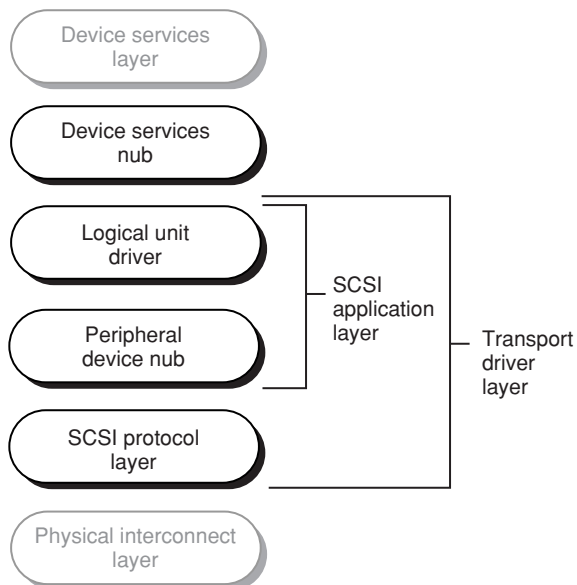 Device services
layer
Device services
nub
Logical unit
driver
Peripheral
device nub
SCSI protocol
layer
Physical interconnect
layer
SCSI
application
layer
Transport
driver
layer